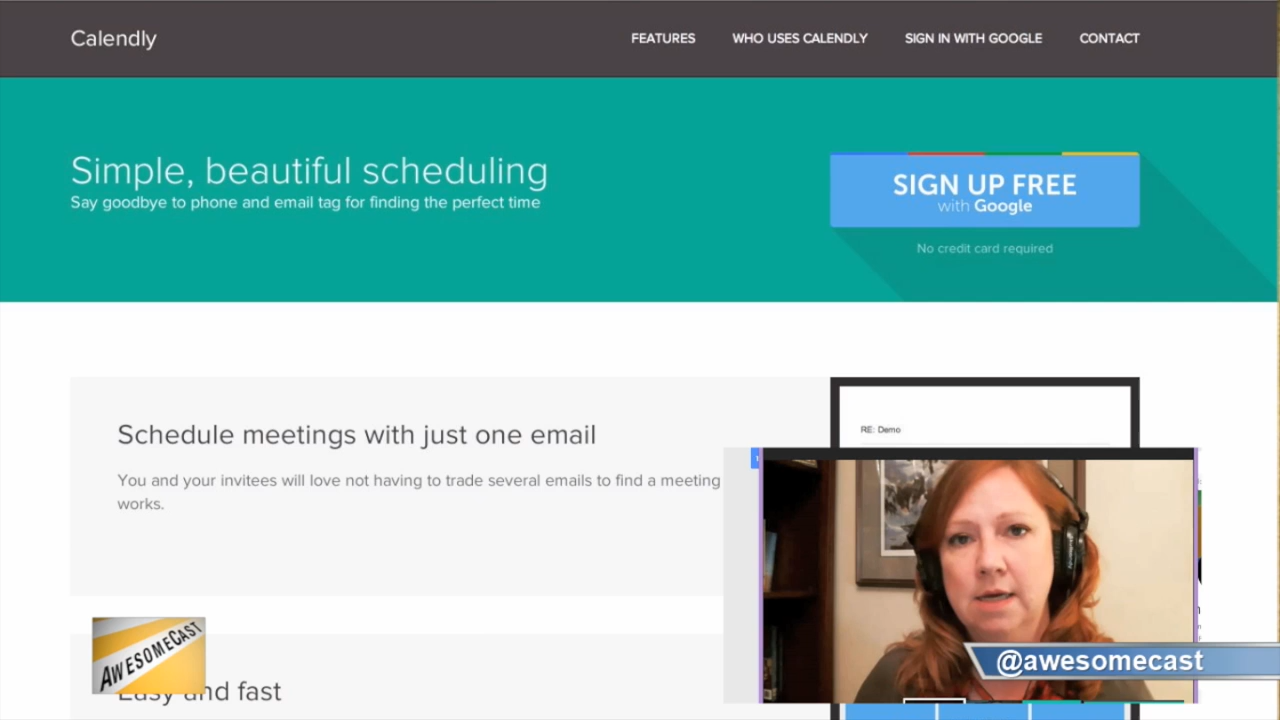 Calendly
FEATURES
WHO USES CALENDLY
SIGN IN WITH GOOGLE
CONTACT
Simple, beautiful scheduling
Say goodbye to phone and email tag for finding the perfect time
SIGN UP FREE
with Google
No credit card required
Schedule meetings with just one email
You and your invitees will love not having to trade several emails to find a meeting
works.
RE: Demo
AWESOMECAST
Easy and fast
@awesomecast